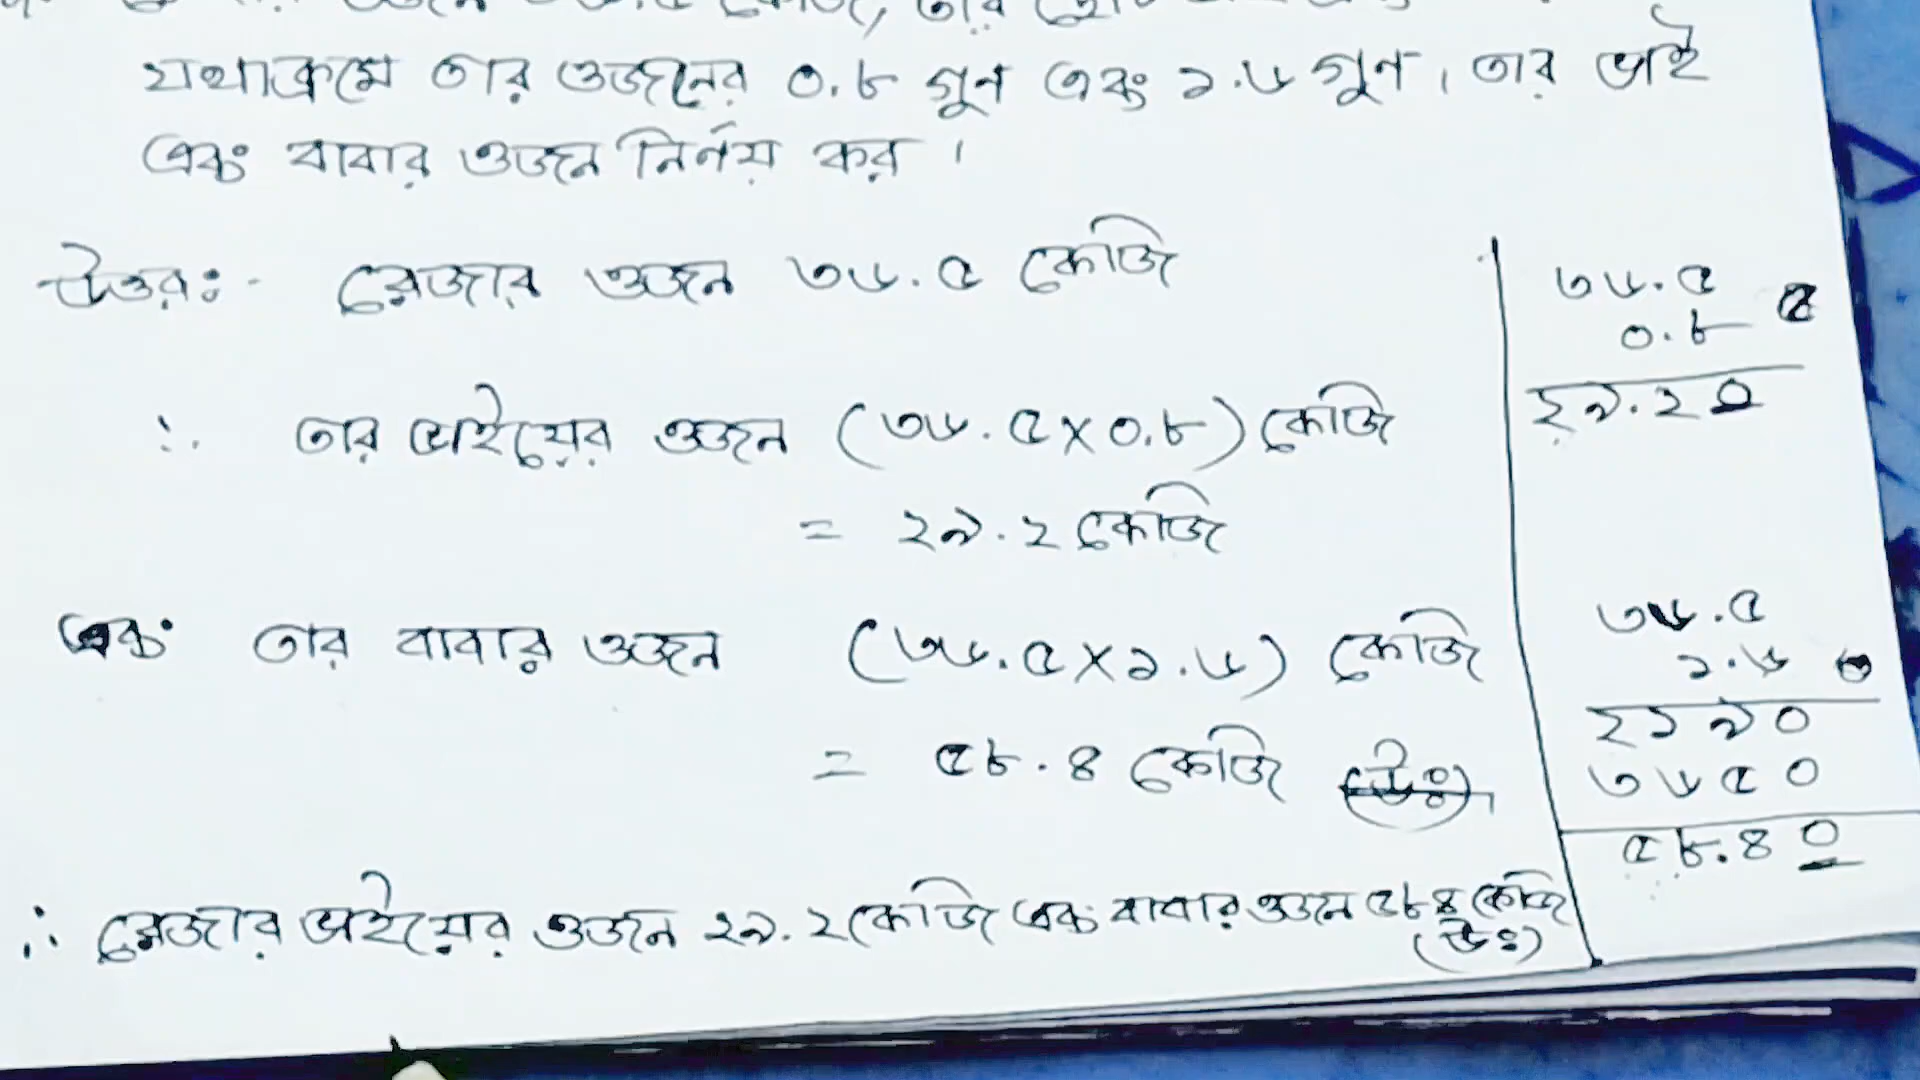 যথাক্রমে তার ওজনের ০.৮ গুন এবং ১.৬ গুন। তার ভাই
এবং বাবার ওজন নির্নয় কর ।
উত্তর:- রেজার ওজন ৩৬.৫ কেজি
৩৬.৫
০.৮
২৯.২০
∴ তার ভাইয়ের ওজন (৩৬.৫×০.৮) কেজি
= ২৯.২ কেজি
এবং তার বাবার ওজন (৩৬.৫×১.৬) কেজি
= ৫৮.৪ কেজি
৩৬.৫
১.৬
২১৯০
৩৬৫০
৫৮.৪০
∴ রেজার ভাইয়ের ওজন ২৯.২ কেজি এবং বাবার ওজন ৫৮.৪ কেজি
(উঃ)